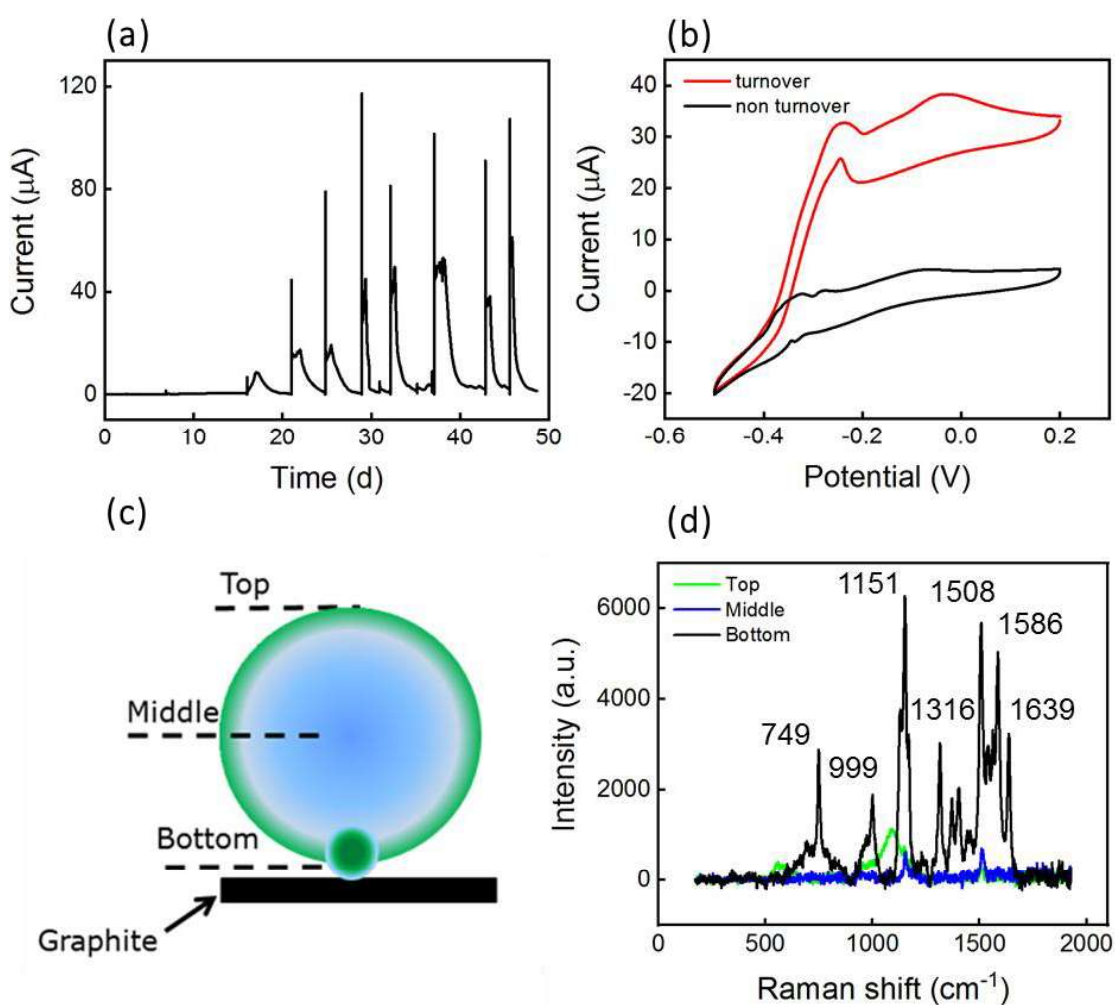 (a)
120
80
40
0
Current (μA)
0
10
20
30
40
50
Time (d)
(b)
turnover
non turnover
40
30
20
10
0
-10
-20
Current (μA)
-0.6
-0.4
-0.2
0.0
0.2
Potential (V)
(c)
Top
Middle
Bottom
Graphite
(d)
Top
Middle
Bottom
1151
1508
1586
1316
1639
749
999
6000
4000
2000
0
Intensity (a.u.)
0
500
1000
1500
2000
Raman shift (cm⁻¹)